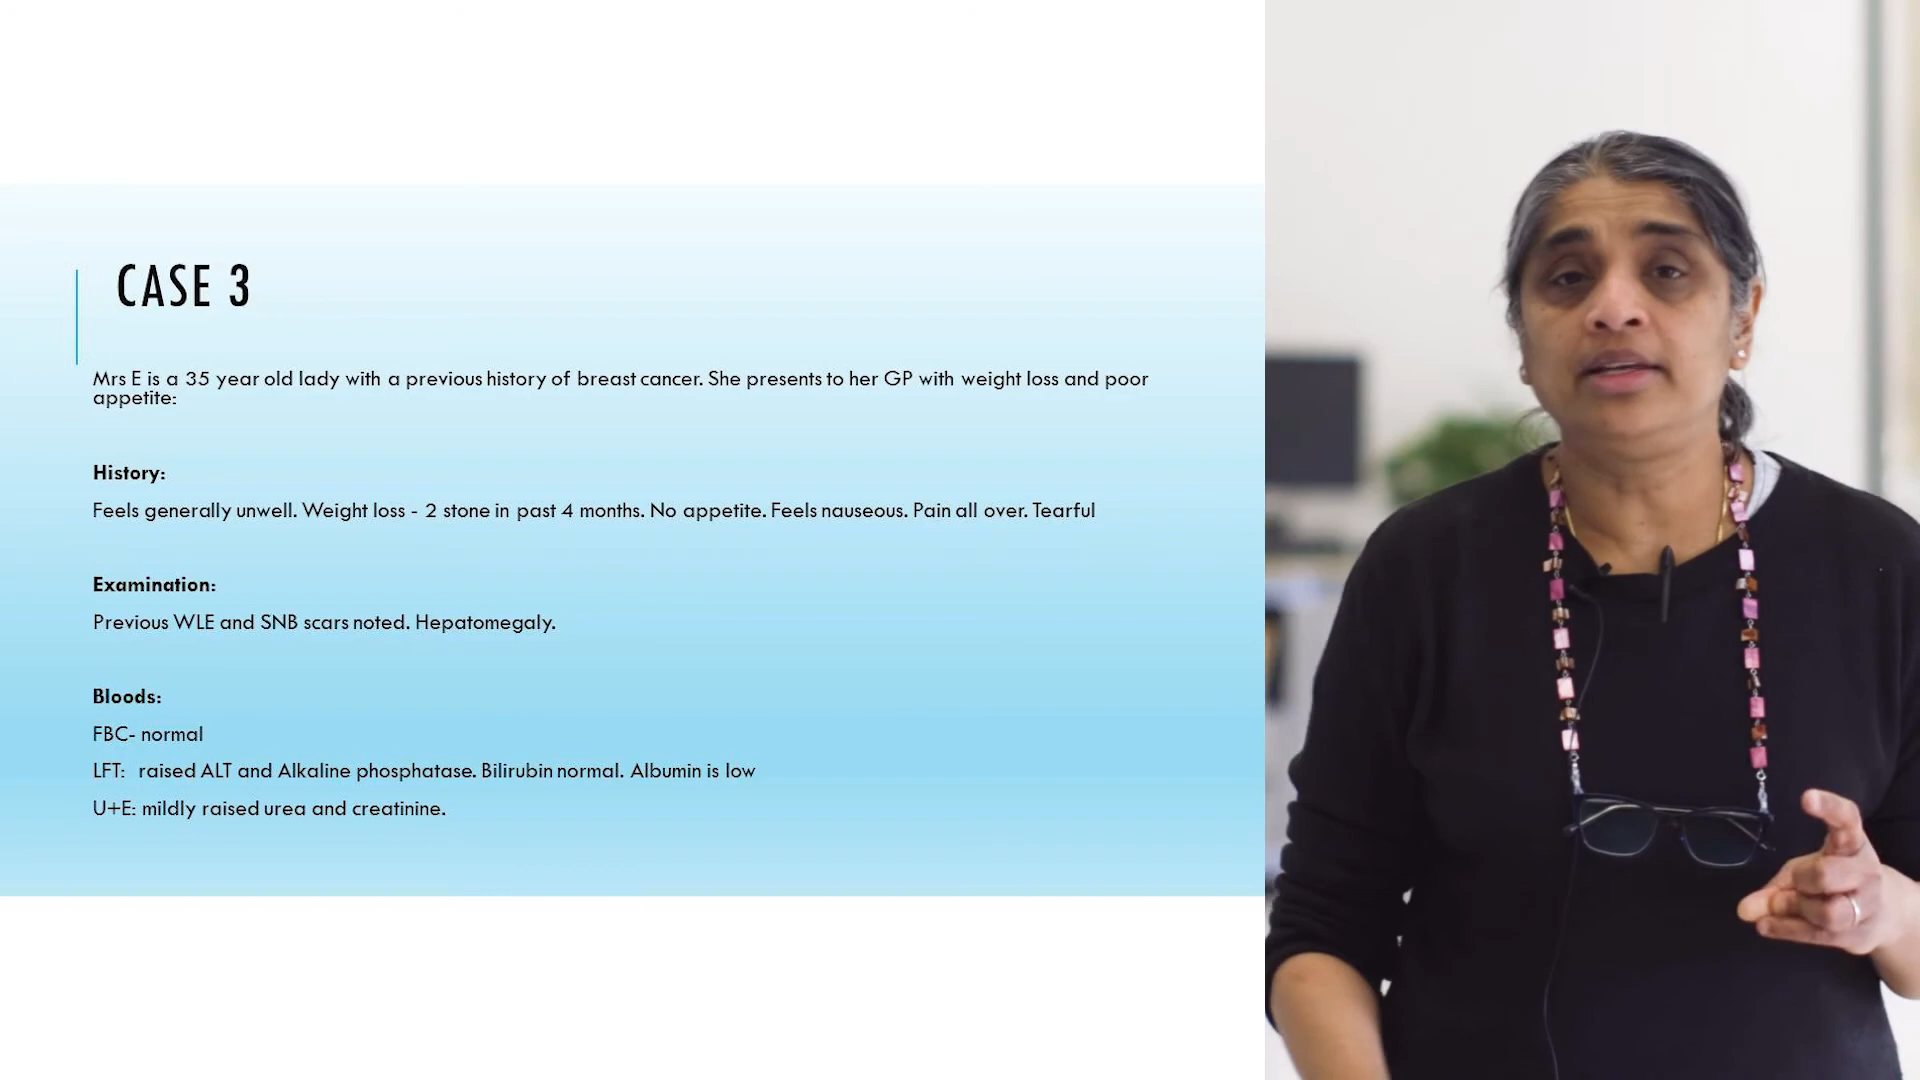 CASE 3
Mrs E is a 35 year old lady with a previous history of breast cancer. She presents to her GP with weight loss and poor
appetite:
History:
Feels generally unwell. Weight loss - 2 stone in past 4 months. No appetite. Feels nauseous. Pain all over. Tearful
Examination:
Previous WLE and SNB scars noted. Hepatomegaly.
Bloods:
FBC- normal
LFT: raised ALT and Alkaline phosphatase. Bilirubin normal. Albumin is low
U+E: mildly raised urea and creatinine.